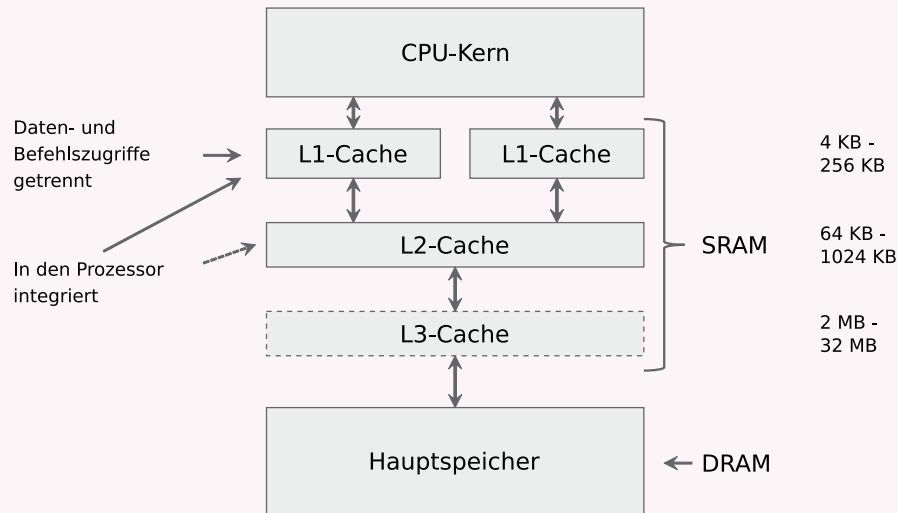 CPU-Kern
Daten- und
Befehlszugriffe
getrennt
L1-Cache
L1-Cache
4 KB -
256 KB
In den Prozessor
integriert
L2-Cache
SRAM
64 KB -
1024 KB
L3-Cache
2 MB -
32 MB
Hauptspeicher
DRAM